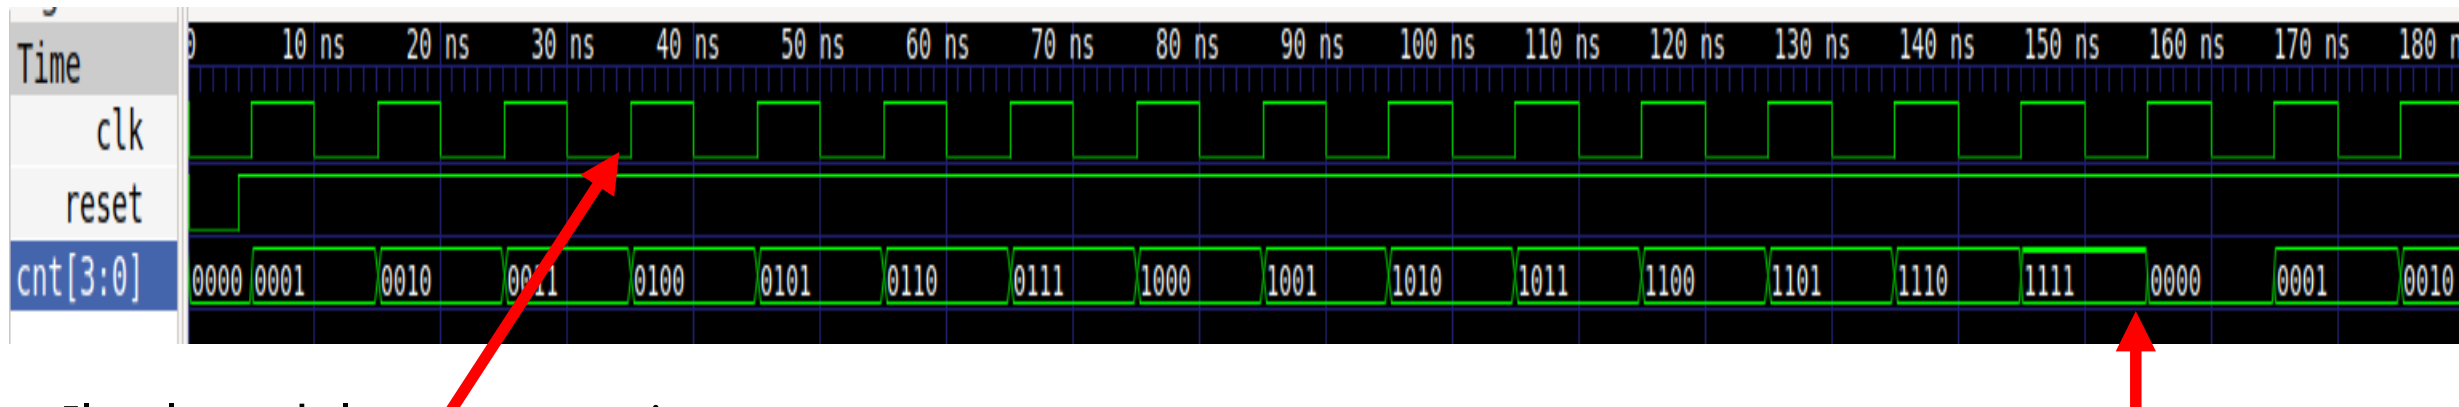 Time 0 10 ns 20 ns 30 ns 40 ns 50 ns 60 ns 70 ns 80 ns 90 ns 100 ns 110 ns 120 ns 130 ns 140 ns 150 ns 160 ns 170 ns 180 n
clk
reset
cnt[3:0] 0000 0001 0010 0011 0100 0101 0110 0111 1000 1001 1010 1011 1100 1101 1110 1111 0000 0001 0010